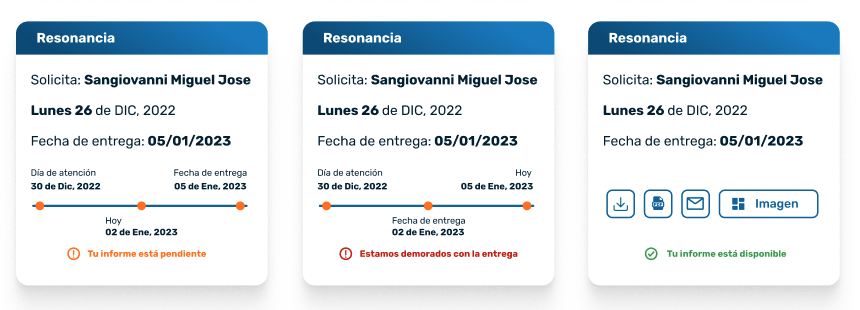 Resonancia
Solicita: Sangiovanni Miguel Jose
Lunes 26 de DIC, 2022
Fecha de entrega: 05/01/2023
Día de atención
Fecha de entrega
30 de Dic, 2022
05 de Ene, 2023
Hoy
02 de Ene, 2023
Tu informe está pendiente
Resonancia
Solicita: Sangiovanni Miguel Jose
Lunes 26 de DIC, 2022
Fecha de entrega: 05/01/2023
Día de atención
Hoy
30 de Dic, 2022
05 de Ene, 2023
Fecha de entrega
02 de Ene, 2023
Estamos demorados con la entrega
Resonancia
Solicita: Sangiovanni Miguel Jose
Lunes 26 de DIC, 2022
Fecha de entrega: 05/01/2023
PDF
Imagen
Tu informe está disponible